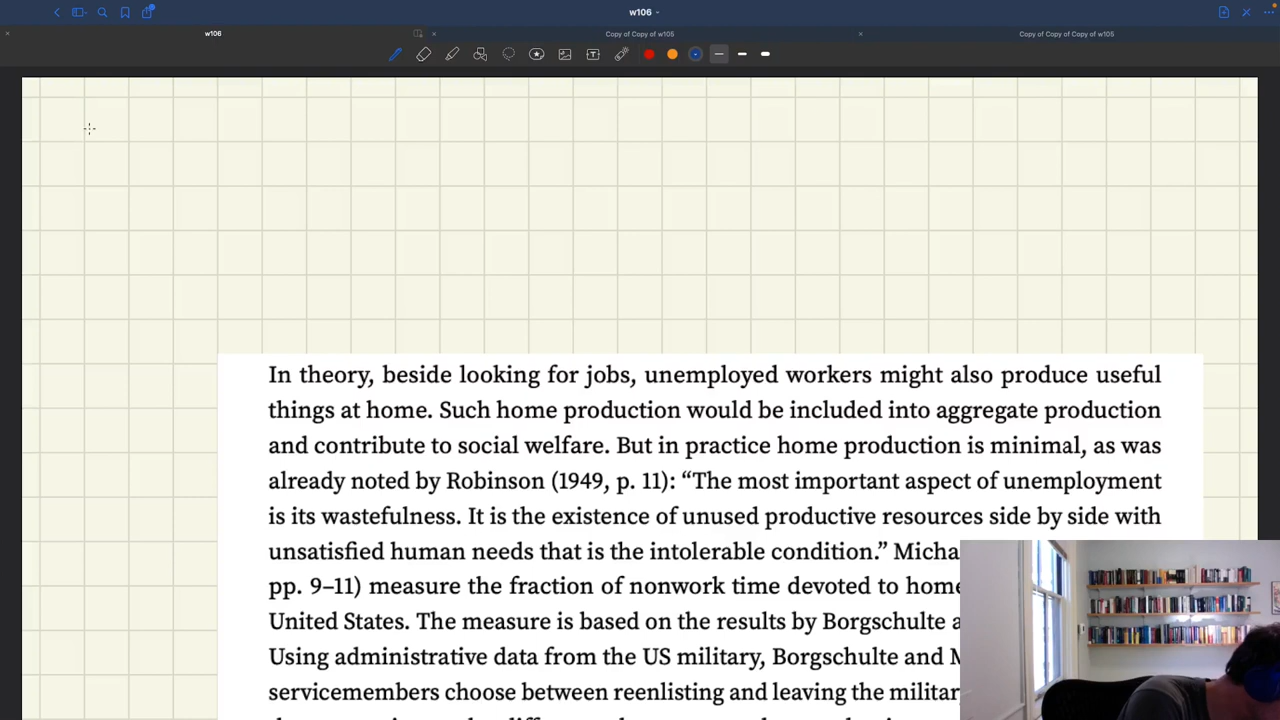 w106
w106
Copy of Copy of w105
Copy of Copy of Copy of w105
In theory, beside looking for jobs, unemployed workers might also produce useful
things at home. Such home production would be included into aggregate production
and contribute to social welfare. But in practice home production is minimal, as was
already noted by Robinson (1949, p. 11): “The most important aspect of unemployment
is its wastefulness. It is the existence of unused productive resources side by side with
unsatisfied human needs that is the intolerable condition.”
pp. 9–11) measure the fraction of nonwork time devoted to
United States. The measure is based on the results by Borgschulte
Using administrative data from the US military, Borgschulte and
servicemembers choose between reenlisting and leaving the